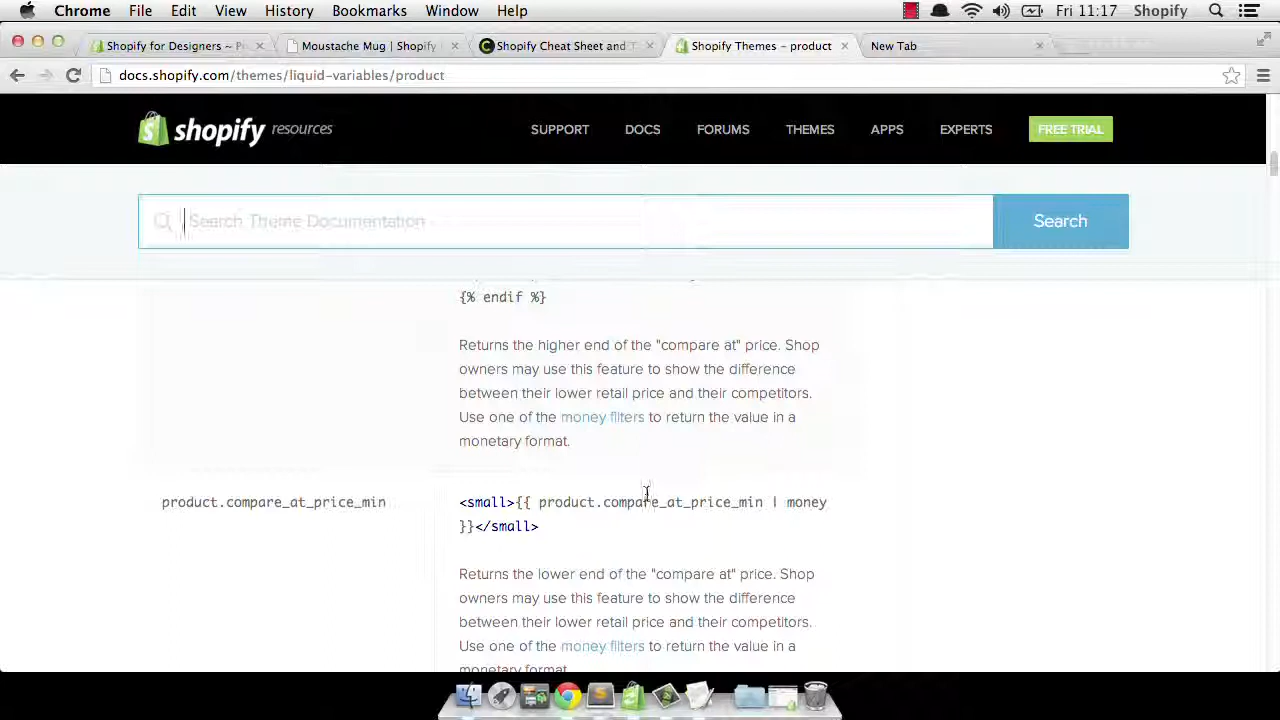 Chrome File Edit View History Bookmarks Window Help Fri 11:17 Shopify
Shopify for Designers – P
Moustache Mug | Shopify
Shopify Cheat Sheet and T
Shopify Themes – product
New Tab
docs.shopify.com/themes/liquid-variables/product
shopify resources
SUPPORT DOCS FORUMS THEMES APPS EXPERTS FREE TRIAL
Search Theme Documentation Search
{% endif %}
Returns the higher end of the "compare at" price. Shop
owners may use this feature to show the difference
between their lower retail price and their competitors.
Use one of the money filters to return the value in a
monetary format.
product.compare_at_price_min
<small>{{ product.compare_at_price_min | money
}}</small>
Returns the lower end of the "compare at" price. Shop
owners may use this feature to show the difference
between their lower retail price and their competitors.
Use one of the money filters to return the value in a
monetary format.